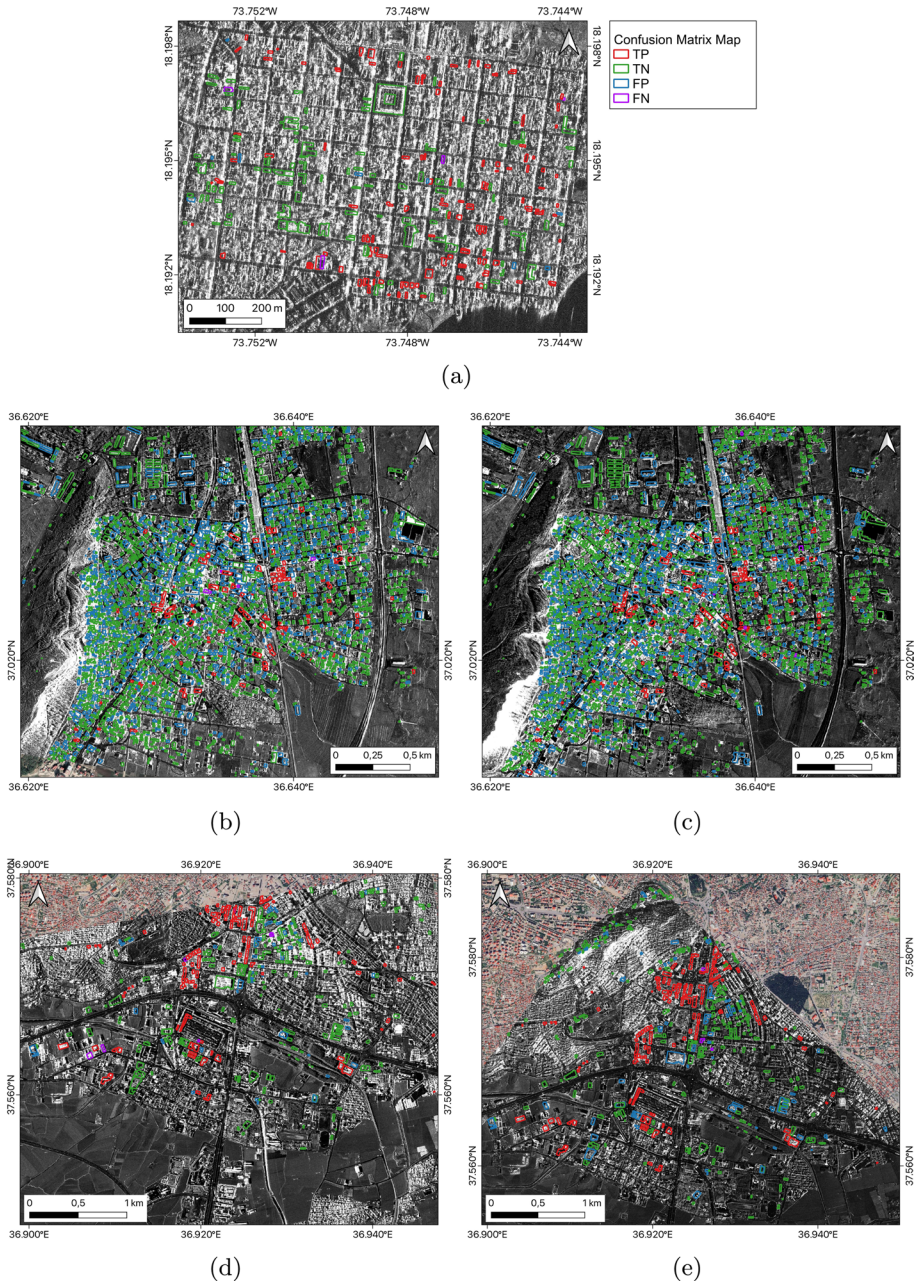 73.752°W 73.748°W 73.744°W
18.198°N 18.198°N
Confusion Matrix Map
TP
TN
FP
FN
18.195°N 18.195°N
18.192°N 18.192°N
0 100 200 m
73.752°W 73.748°W 73.744°W
(a)
36.620°E 36.640°E 36.620°E 36.640°E
37.020°N 37.020°N
0 0,25 0,5 km 0 0,25 0,5 km
36.620°E 36.640°E 36.620°E 36.640°E
(b) (c)
36.900°E 36.920°E 36.940°E 36.900°E 36.920°E 36.940°E
37.580°N 37.580°N
37.580°N 37.580°N
37.560°N 37.560°N
37.560°N 37.560°N
0 0,5 1 km 0 0,5 1 km
36.900°E 36.920°E 36.940°E 36.900°E 36.920°E 36.940°E
(d) (e)